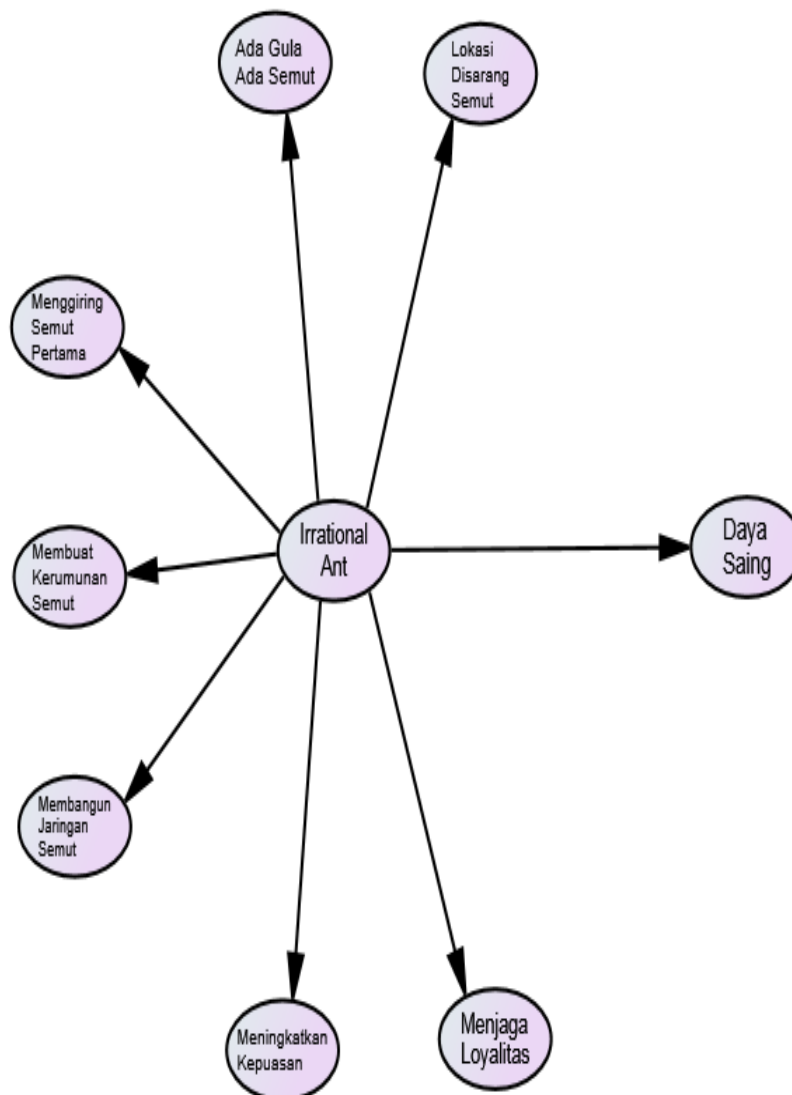 Ada Gula
Ada Semut
Lokasi
Disarang
Semut
Menggiring
Semut
Pertama
Irrational
Ant
Daya
Saing
Membuat
Kerumunan
Semut
Membangun
Jaringan
Semut
Meningkatkan
Kepuasan
Menjaga
Loyalitas